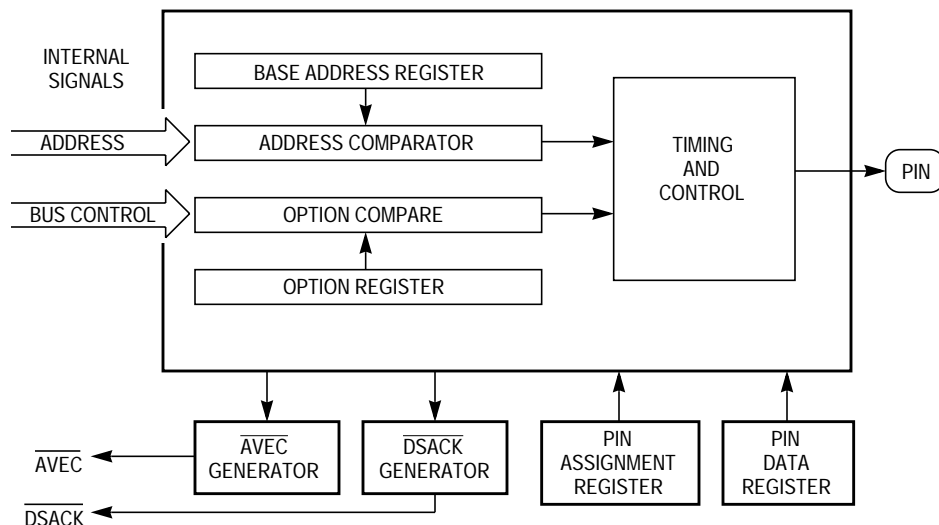 INTERNAL
SIGNALS
BASE ADDRESS REGISTER
ADDRESS
ADDRESS COMPARATOR
TIMING
AND
CONTROL
PIN
BUS CONTROL
OPTION COMPARE
OPTION REGISTER
AVEC
GENERATOR
DSACK
GENERATOR
PIN
ASSIGNMENT
REGISTER
PIN
DATA
REGISTER
AVEC
DSACK